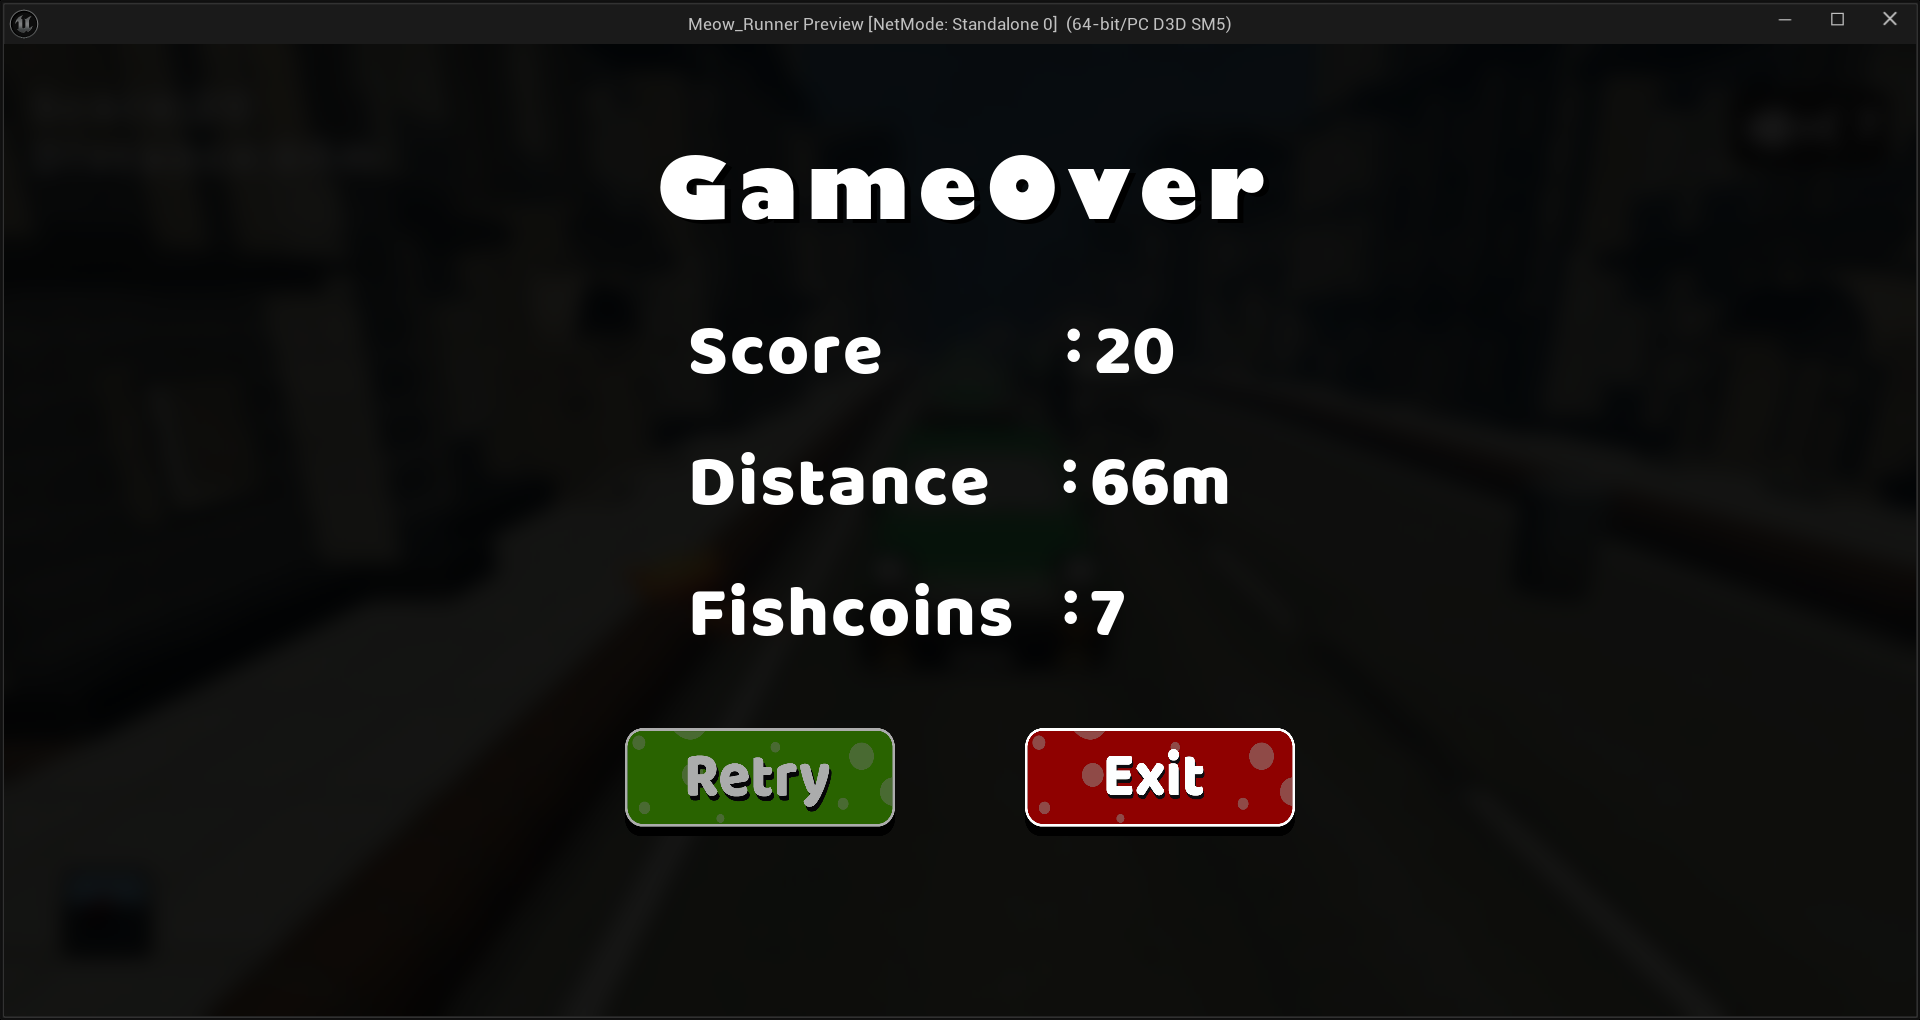 Meow_Runner Preview [NetMode: Standalone 0] (64-bit/PC D3D SM5)
GameOver
Score :20
Distance :66m
Fishcoins :7
Retry Exit